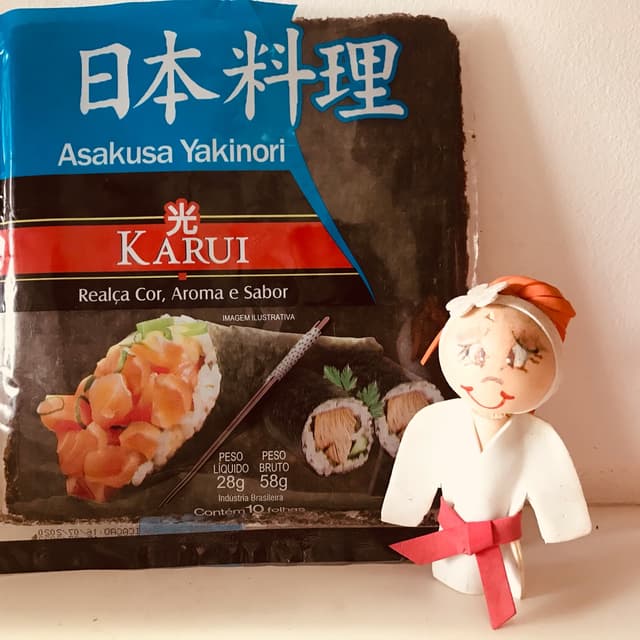 日本料理
Asakusa Yakinori
光
KARUI
Realça Cor, Aroma e Sabor
IMAGEM ILUSTRATIVA
PESO LÍQUIDO 28g
PESO BRUTO 58g
Indústria Brasileira
Contém 10 folhas